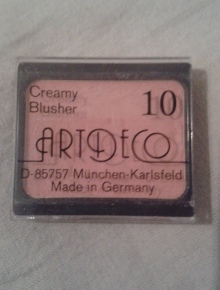 Creamy
Blusher
10
ARTDECO
D-85757 München-Karlsfeld
Made in Germany